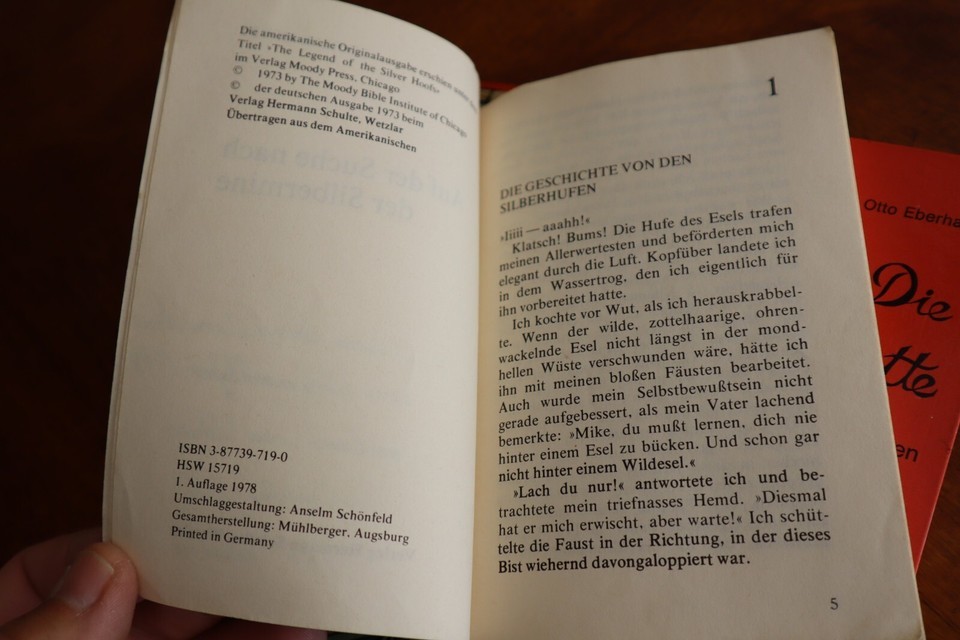 Die amerikanische Originalausgabe erschien unter
Titel »The Legend of the Silver Hoofs«
im Verlag Moody Press, Chicago
© 1973 by The Moody Bible Institute of Chicago
© der deutschen Ausgabe 1973 beim
Verlag Hermann Schulte, Wetzlar
Übertragen aus dem Amerikanischen
Auf der
Suche nach
der Silbermine
ISBN 3-87739-719-0
HSW 15719
1. Auflage 1978
Umschlaggestaltung: Anselm Schönfeld
Gesamtherstellung: Mühlberger, Augsburg
Printed in Germany
1
DIE GESCHICHTE VON DEN
SILBERHUFEN
»Iiiii — aaahh!«
Klatsch! Bums! Die Hufe des Esels trafen
meinen Allerwertesten und beförderten mich
elegant durch die Luft. Kopfüber landete ich
in dem Wassertrog, den ich eigentlich für
ihn vorbereitet hatte.
Ich kochte vor Wut, als ich herauskrabbel-
te. Wenn der wilde, zottelhaarige, ohren-
wackelnde Esel nicht längst in der mond-
hellen Wüste verschwunden wäre, hätte ich
ihn mit meinen bloßen Fäusten bearbeitet.
Auch wurde mein Selbstbewußtsein nicht
gerade aufgebessert, als mein Vater lachend
bemerkte: »Mike, du mußt lernen, dich nie
hinter einem Esel zu bücken. Und schon gar
nicht hinter einem Wildesel.«
»Lach du nur!« antwortete ich und be-
trachtete mein triefnasses Hemd. »Diesmal
hat er mich erwischt, aber warte!« Ich schüt-
telte die Faust in der Richtung, in der dieses
Bist wiehernd davongaloppiert war.
5
Otto Eberha
Die
tte
en